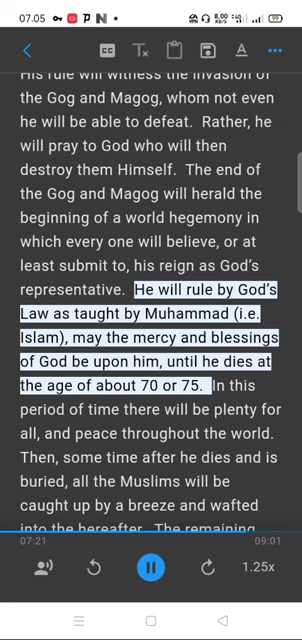 07.05
8.00
KB/S
4G
99
CC
His rule will witness the invasion of
the Gog and Magog, whom not even
he will be able to defeat.  Rather, he
will pray to God who will then
destroy them Himself.  The end of
the Gog and Magog will herald the
beginning of a world hegemony in
which every one will believe, or at
least submit to, his reign as God’s
representative.  He will rule by God’s
Law as taught by Muhammad (i.e.
Islam), may the mercy and blessings
of God be upon him, until he dies at
the age of about 70 or 75.  In this
period of time there will be plenty for
all, and peace throughout the world.
Then, some time after he dies and is
buried, all the Muslims will be
caught up by a breeze and wafted
into the hereafter.  The remaining
07:21
09:01
1.25x